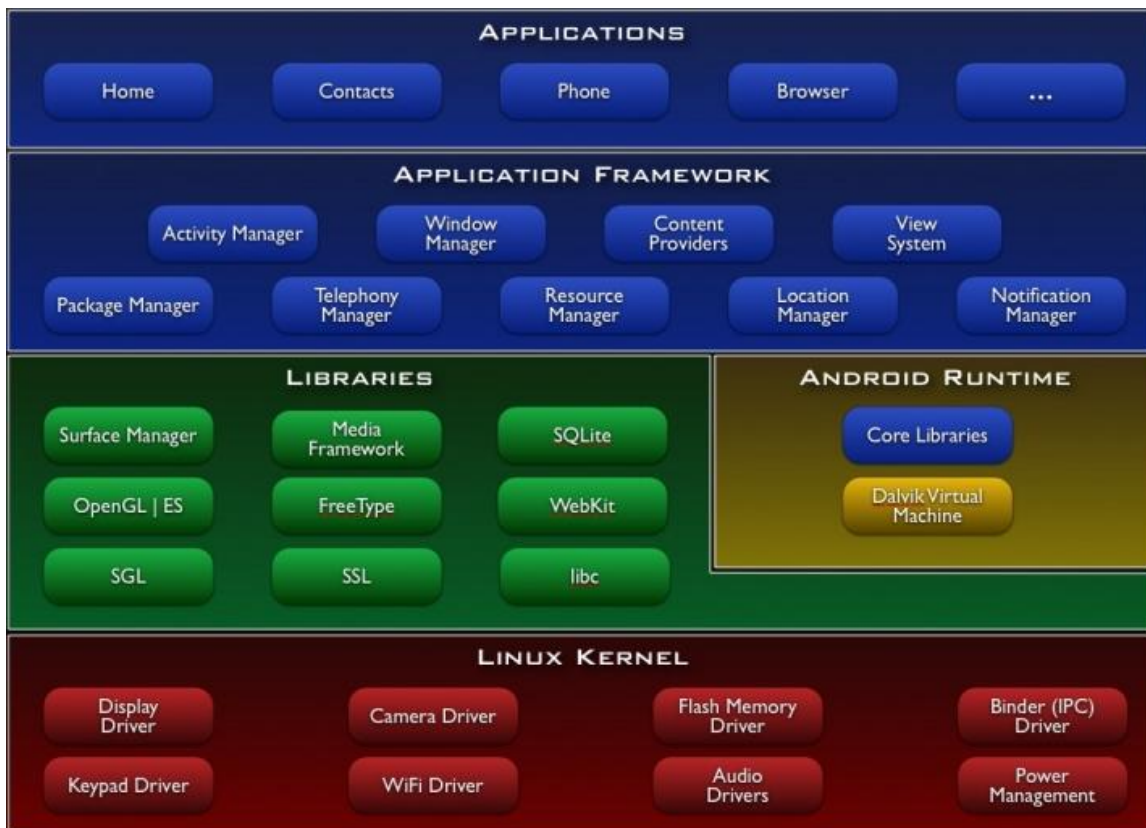 APPLICATIONS
Home
Contacts
Phone
Browser
...
APPLICATION FRAMEWORK
Activity Manager
Window
Manager
Content
Providers
View
System
Package Manager
Telephony
Manager
Resource
Manager
Location
Manager
Notification
Manager
LIBRARIES
Surface Manager
Media
Framework
SQLite
OpenGL | ES
FreeType
WebKit
SGL
SSL
libc
ANDROID RUNTIME
Core Libraries
Dalvik Virtual
Machine
LINUX KERNEL
Display
Driver
Camera Driver
Flash Memory
Driver
Binder (IPC)
Driver
Keypad Driver
WiFi Driver
Audio
Drivers
Power
Management